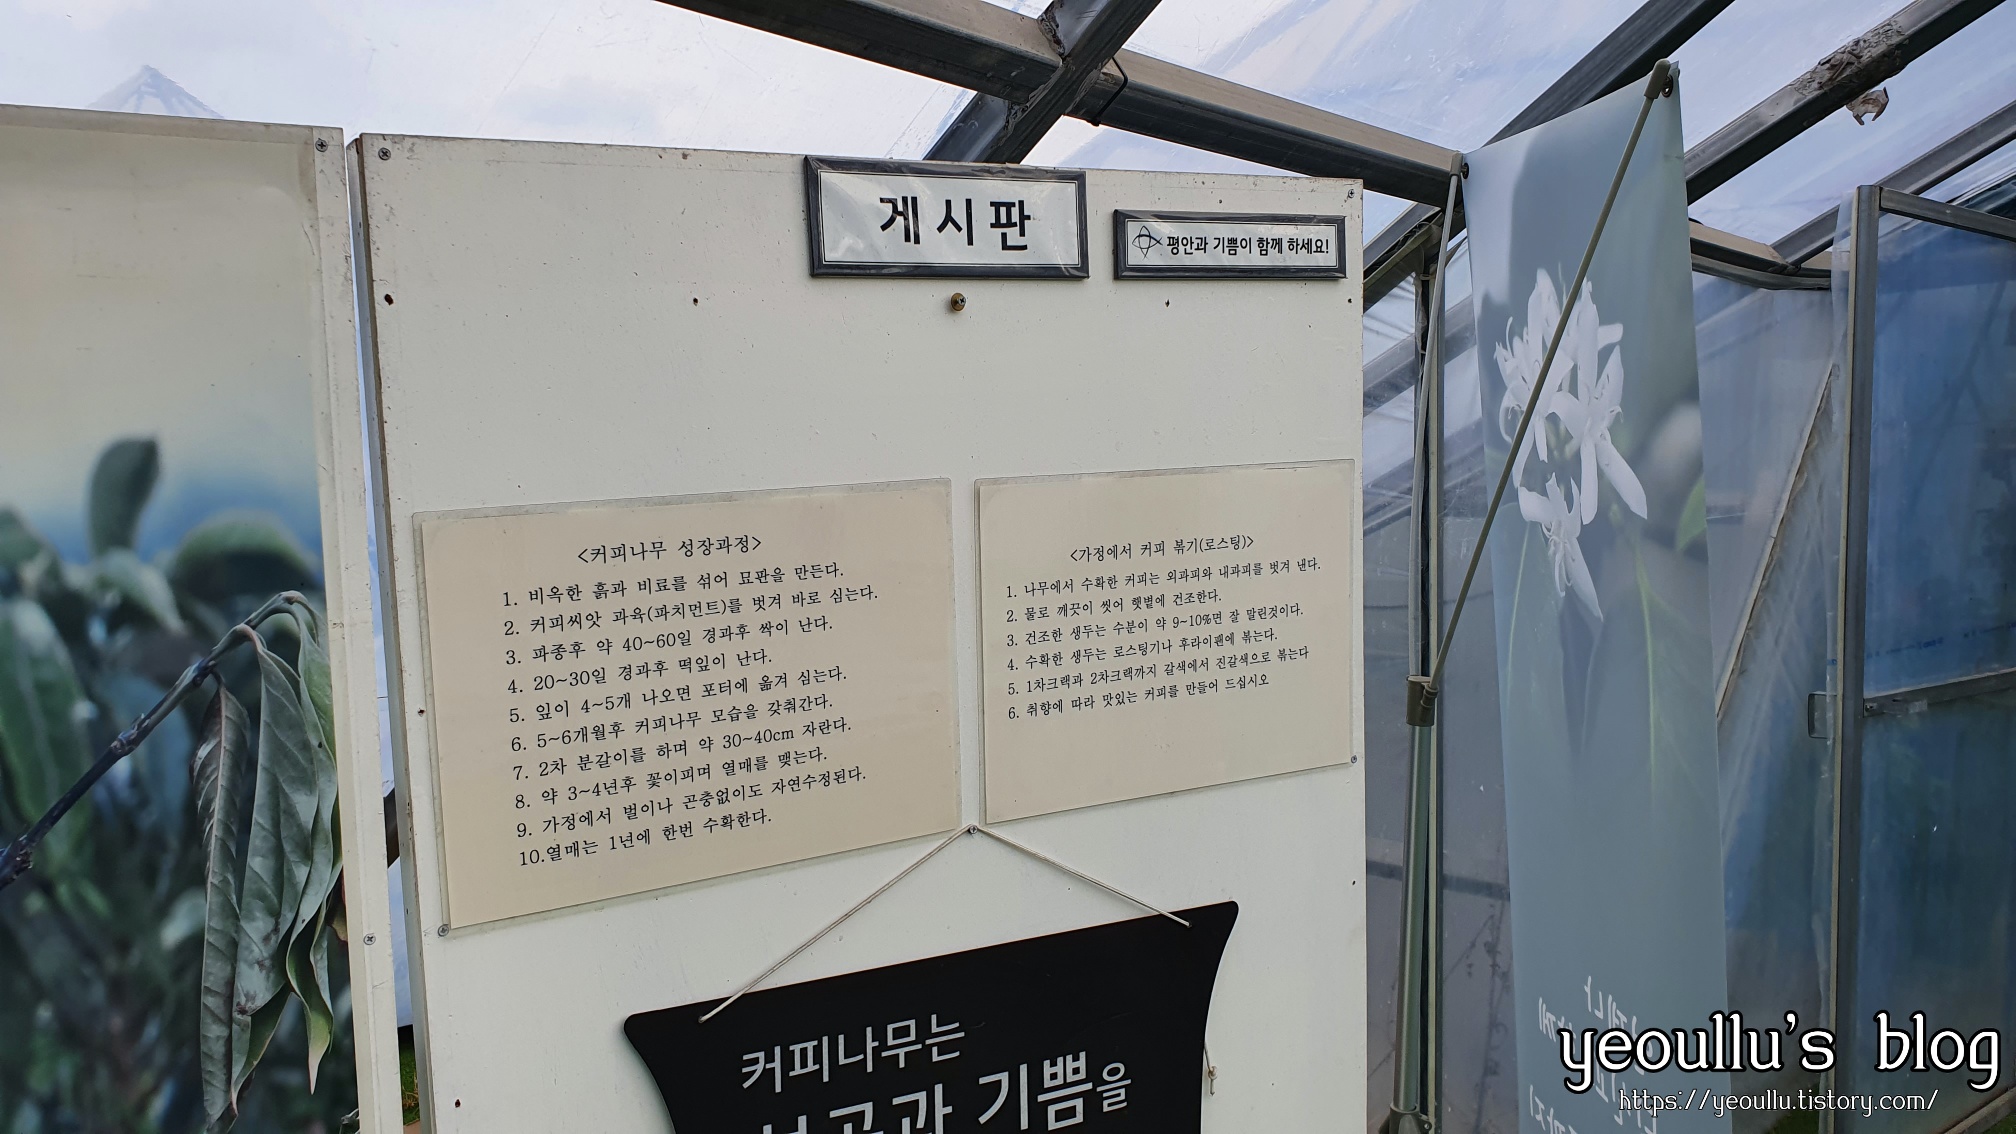 게시판
평안과 기쁨이 함께 하세요!
<커피나무 성장과정>
1. 비옥한 흙과 비료를 섞어 묘판을 만든다.
2. 커피씨앗 과육(파치먼트)를 벗겨 바로 심는다.
3. 파종후 약 40~60일 경과후 싹이 난다.
4. 20~30일 경과후 떡잎이 난다.
5. 잎이 4~5개 나오면 포터에 옮겨 심는다.
6. 5~6개월후 커피나무 모습을 갖춰간다.
7. 2차 분갈이를 하며 약 30~40cm 자란다.
8. 약 3~4년후 꽃이피며 열매를 맺는다.
9. 가정에서 벌이나 곤충없이도 자연수정된다.
10.열매는 1년에 한번 수확한다.
<가정에서 커피 볶기(로스팅)>
1. 나무에서 수확한 커피는 외과피와 내과피를 벗겨 낸다.
2. 물로 깨끗이 씻어 햇볕에 건조한다.
3. 건조한 생두는 수분이 약 9~10%면 잘 말린것이다.
4. 수확한 생두는 로스팅기나 후라이팬에 볶는다.
5. 1차크랙과 2차크랙까지 갈색에서 진갈색으로 볶는다
6. 취향에 따라 맛있는 커피를 만들어 드십시오
커피나무는
기쁨을
yeoullu's blog
https://yeoullu.tistory.com/